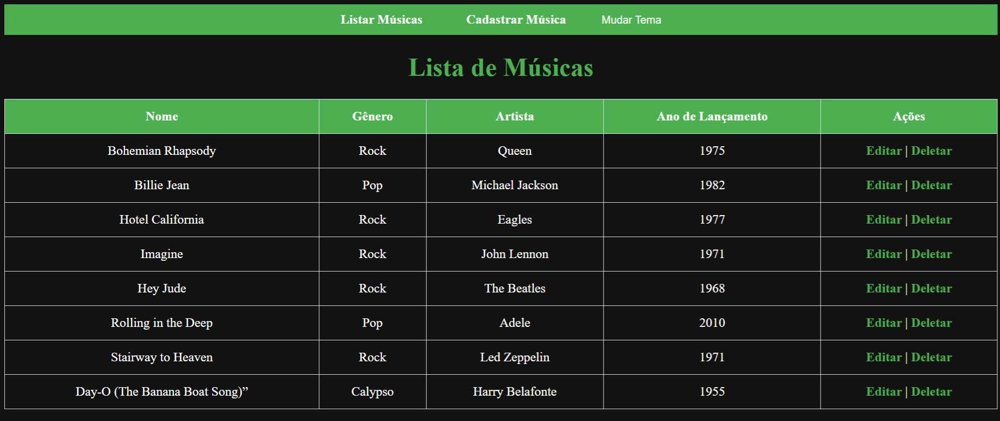 Listar Músicas Cadastrar Música Mudar Tema
Lista de Músicas
Nome Gênero Artista Ano de Lançamento Ações
Bohemian Rhapsody Rock Queen 1975 Editar | Deletar
Billie Jean Pop Michael Jackson 1982 Editar | Deletar
Hotel California Rock Eagles 1977 Editar | Deletar
Imagine Rock John Lennon 1971 Editar | Deletar
Hey Jude Rock The Beatles 1968 Editar | Deletar
Rolling in the Deep Pop Adele 2010 Editar | Deletar
Stairway to Heaven Rock Led Zeppelin 1971 Editar | Deletar
Day-O (The Banana Boat Song)” Calypso Harry Belafonte 1955 Editar | Deletar